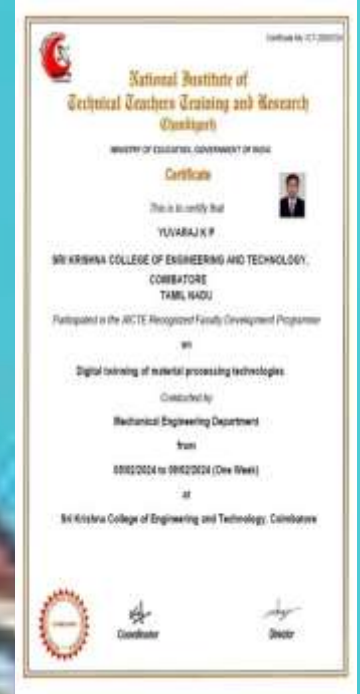 National Institute of
Technical Teachers Training and Research
Chandigarh
MINISTRY OF EDUCATION, GOVERNMENT OF INDIA
Certificate
This is to certify that
YUVARAJ K P
SRI KRISHNA COLLEGE OF ENGINEERING AND TECHNOLOGY,
COIMBATORE
TAMIL NADU
Participated in the AICTE Recognized Faculty Development Programme
on
Digital twinning of material processing technologies
Conducted by
Mechanical Engineering Department
from
(One Week)
at
Sri Krishna College of Engineering and Technology, Coimbatore
Coordinator
Director